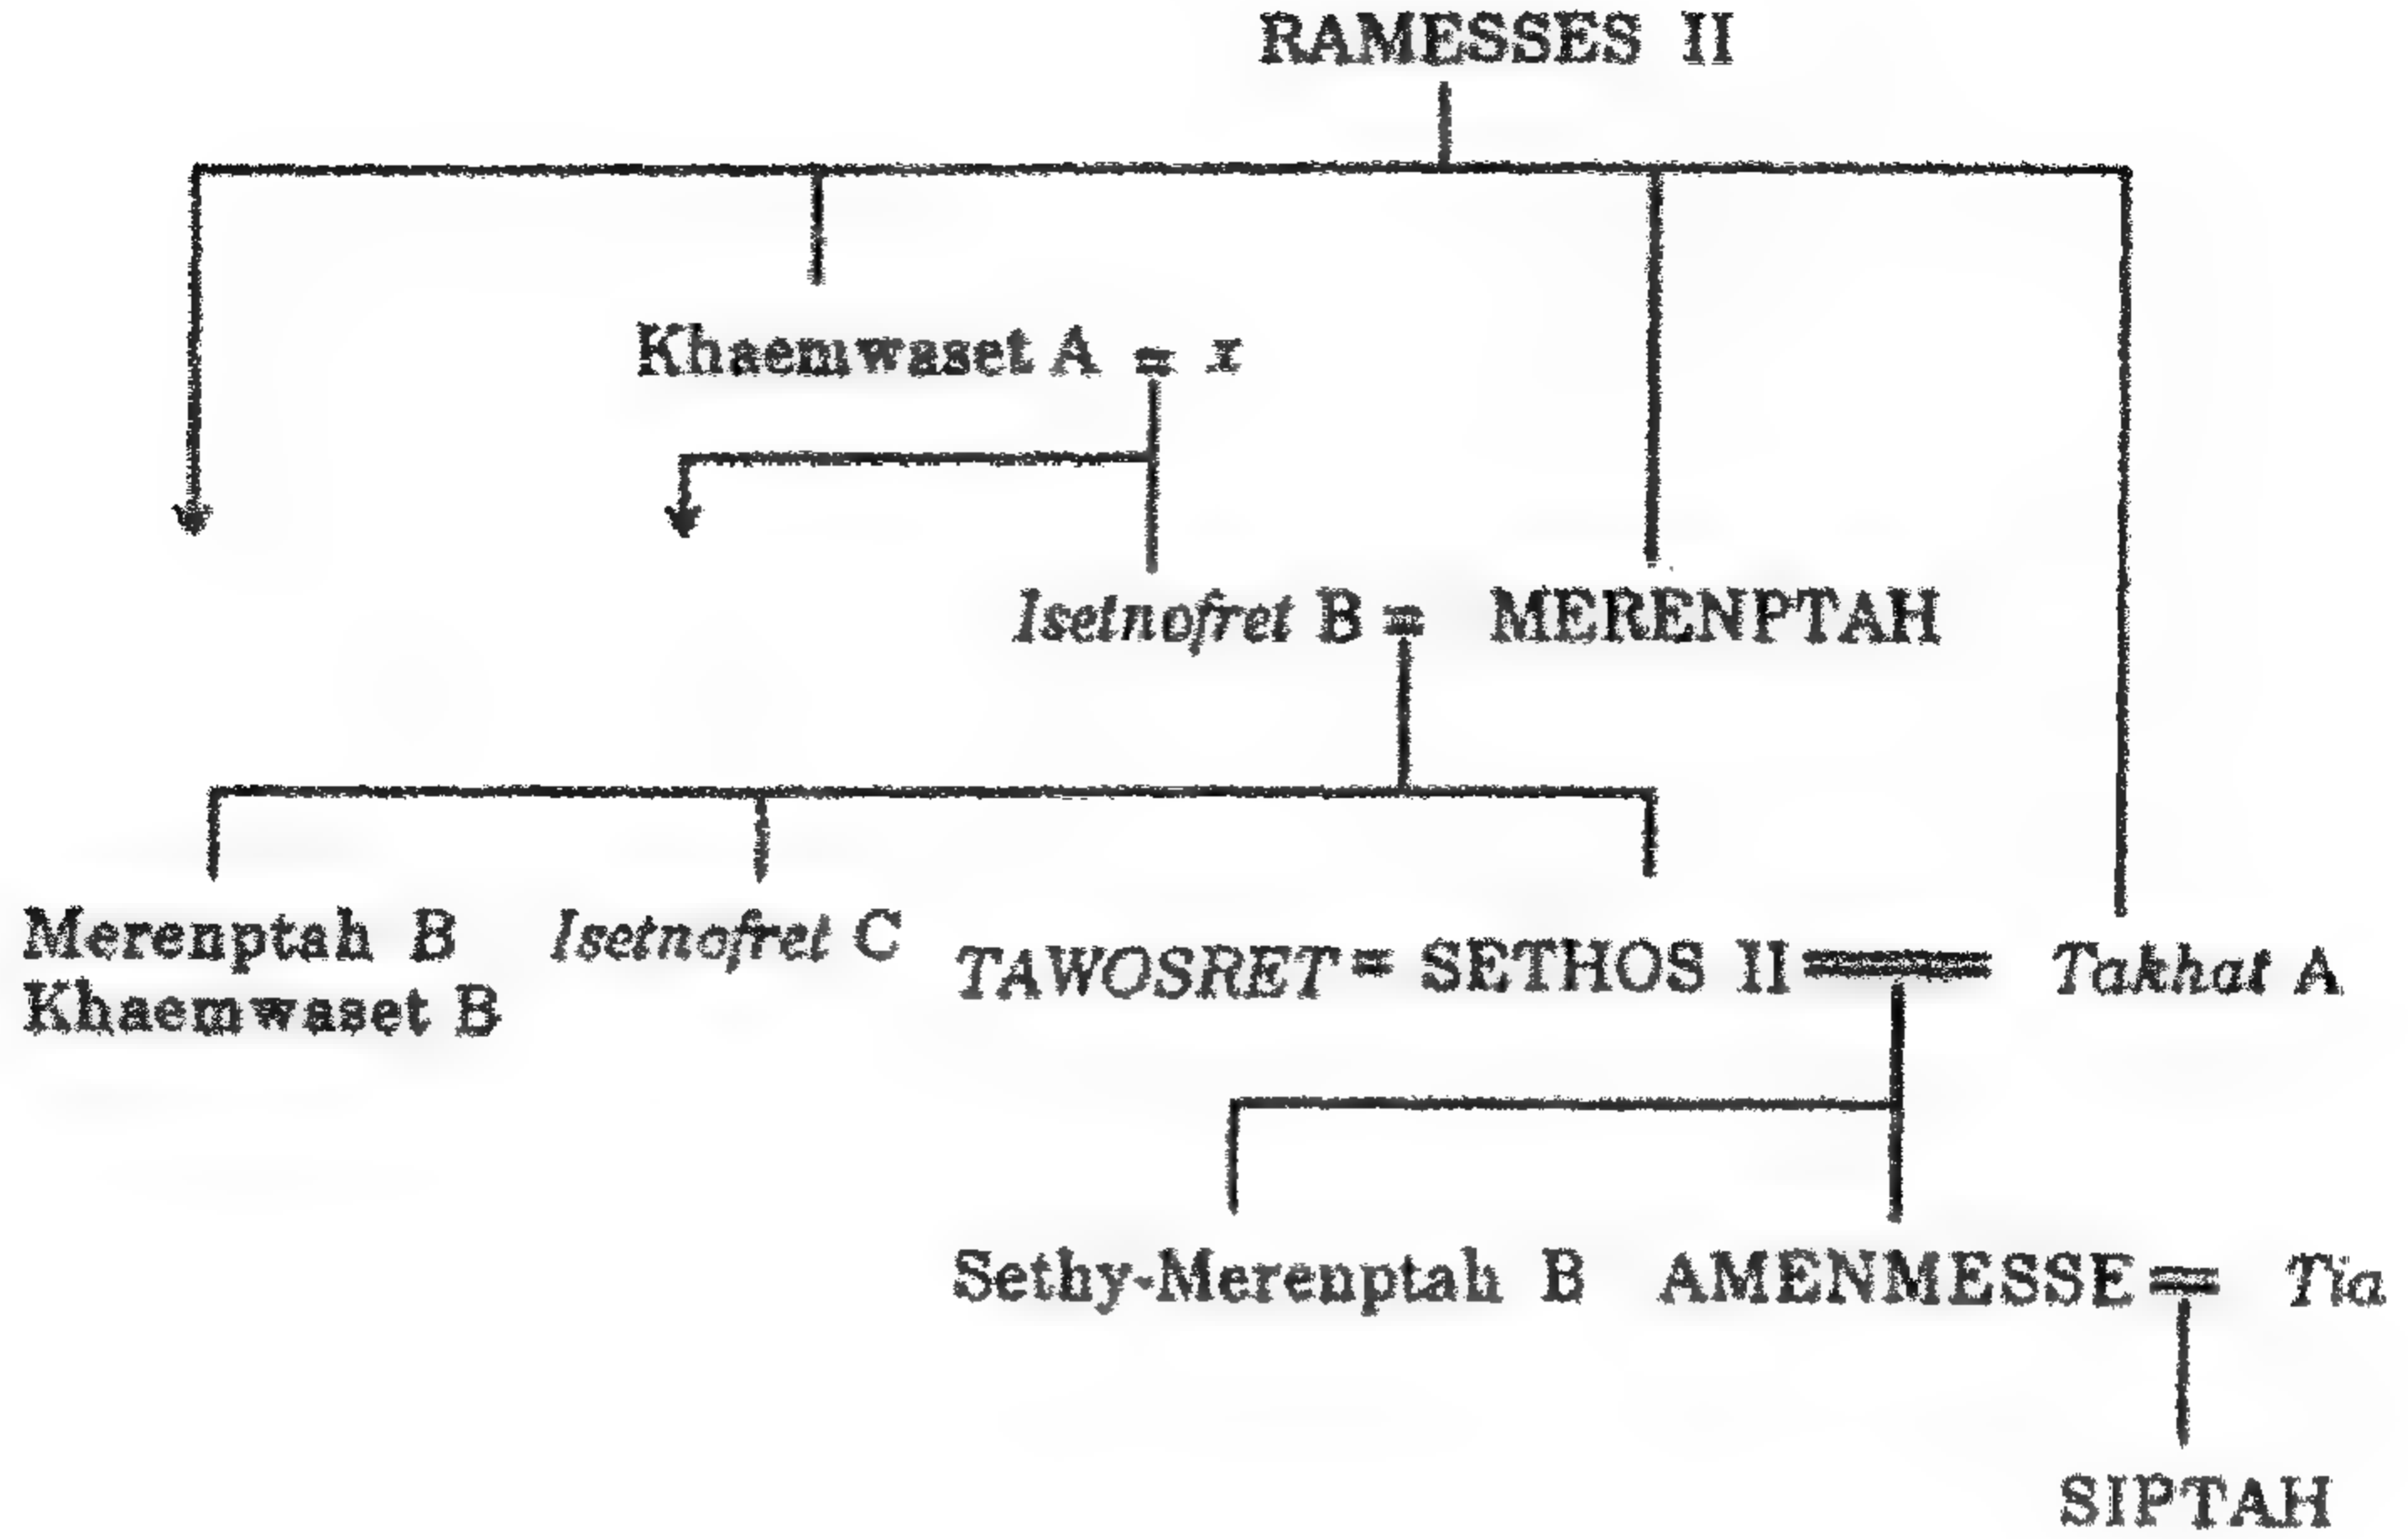 RAMESSES II
Khaemwaset A = x
Isetnofret B = MERENPTAH
Merenptah B
Khaemwaset B
Isetnofret C
TAWOSRET = SETHOS II = Takhat A
Sethy-Merenptah B
AMENMESSE = Tia
SIPTAH